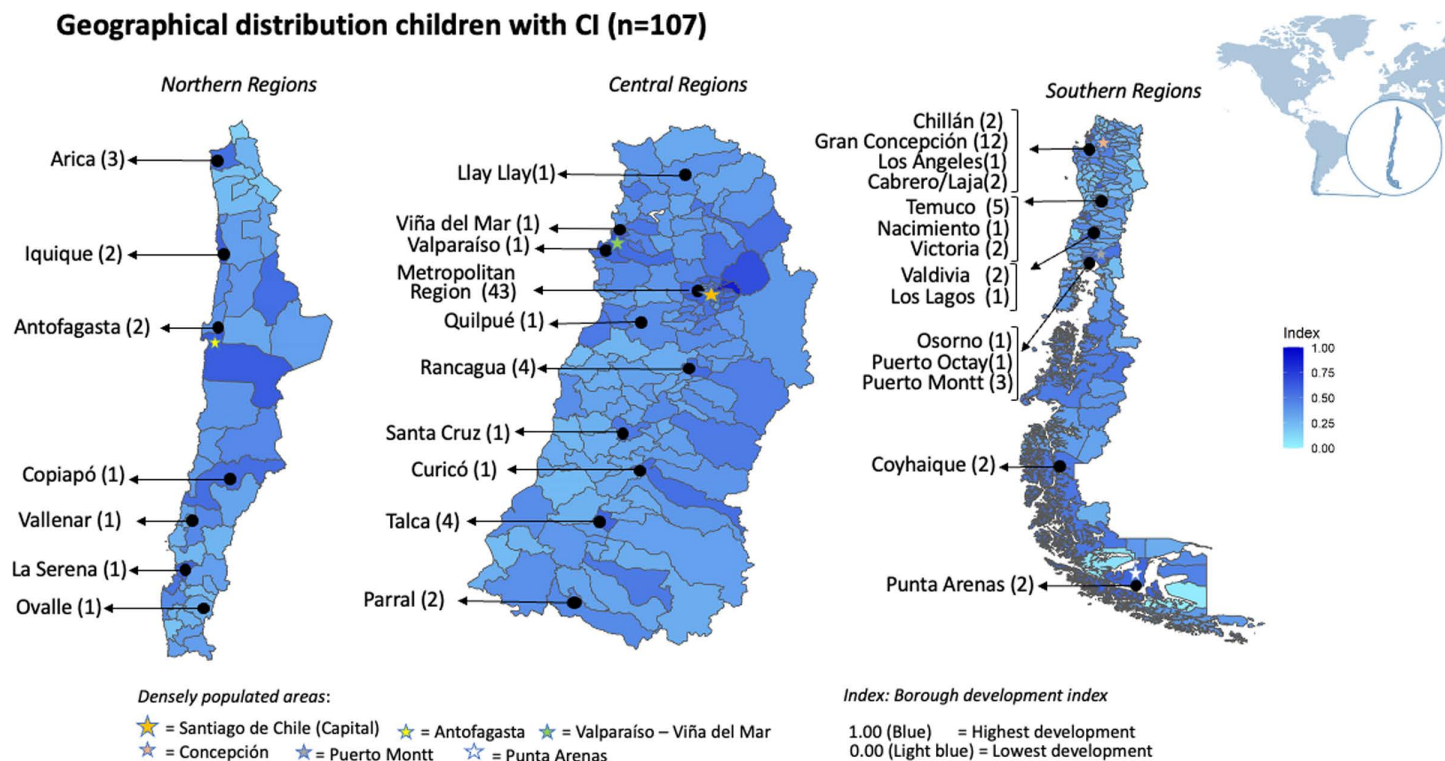 Geographical distribution children with CI (n=107)
Northern Regions
Arica (3)
Iquique (2)
Antofagasta (2)
Copiapó (1)
Vallenar (1)
La Serena (1)
Ovalle (1)
Central Regions
Llay Llay(1)
Viña del Mar (1)
Valparaíso (1)
Metropolitan
Region (43)
Quilpué (1)
Rancagua (4)
Santa Cruz (1)
Curicó (1)
Talca (4)
Parral (2)
Southern Regions
Chillán (2)
Gran Concepción (12)
Los Ángeles(1)
Cabrero/Laja(2)
Temuco (5)
Nacimiento (1)
Victoria (2)
Valdivia (2)
Los Lagos (1)
Osorno (1)
Puerto Octay(1)
Puerto Montt (3)
Coyhaique (2)
Punta Arenas (2)
Index
1.00
0.75
0.50
0.25
0.00
Densely populated areas:
= Santiago de Chile (Capital) = Antofagasta = Valparaíso – Viña del Mar
= Concepción = Puerto Montt = Punta Arenas
Index: Borough development index
1.00 (Blue) = Highest development
0.00 (Light blue) = Lowest development